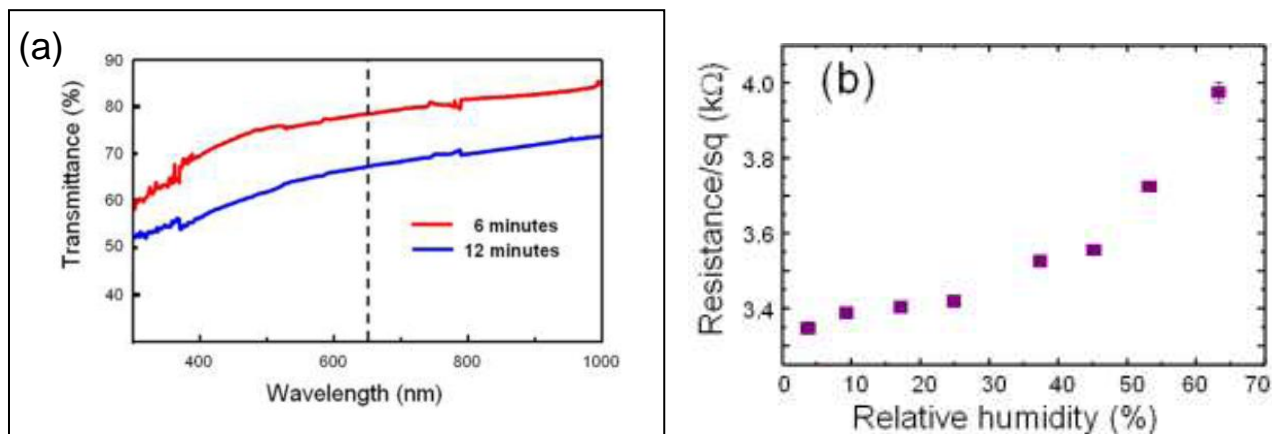 (a)
90
80
70
60
50
40
Transmittance (%)
6 minutes
12 minutes
400
600
800
1000
Wavelength (nm)
(b)
4.0
3.8
3.6
3.4
Resistance/sq (kΩ)
0
10
20
30
40
50
60
70
Relative humidity (%)